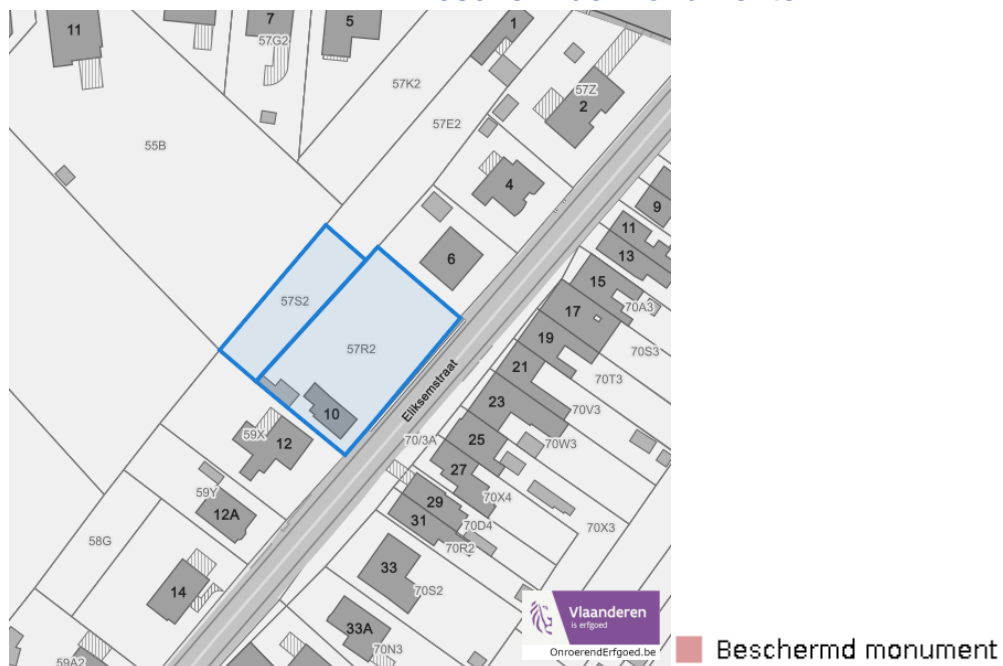 11
7
5
1
57G2
57K2
57Z
2
57E2
55B
4
9
11
6
13
15
57S2
70A3
17
57R2
19
70S3
21
70T3
Eliksemstraat
23
70V3
10
25
70W3
12
59X
70/3A
27
29
70X4
59Y
12A
31
70D4
70X3
58G
70R2
33
14
70S2
33A
70N3
59A2
Vlaanderen
is erfgoed
OnroerendErfgoed.be
Beschermd monument